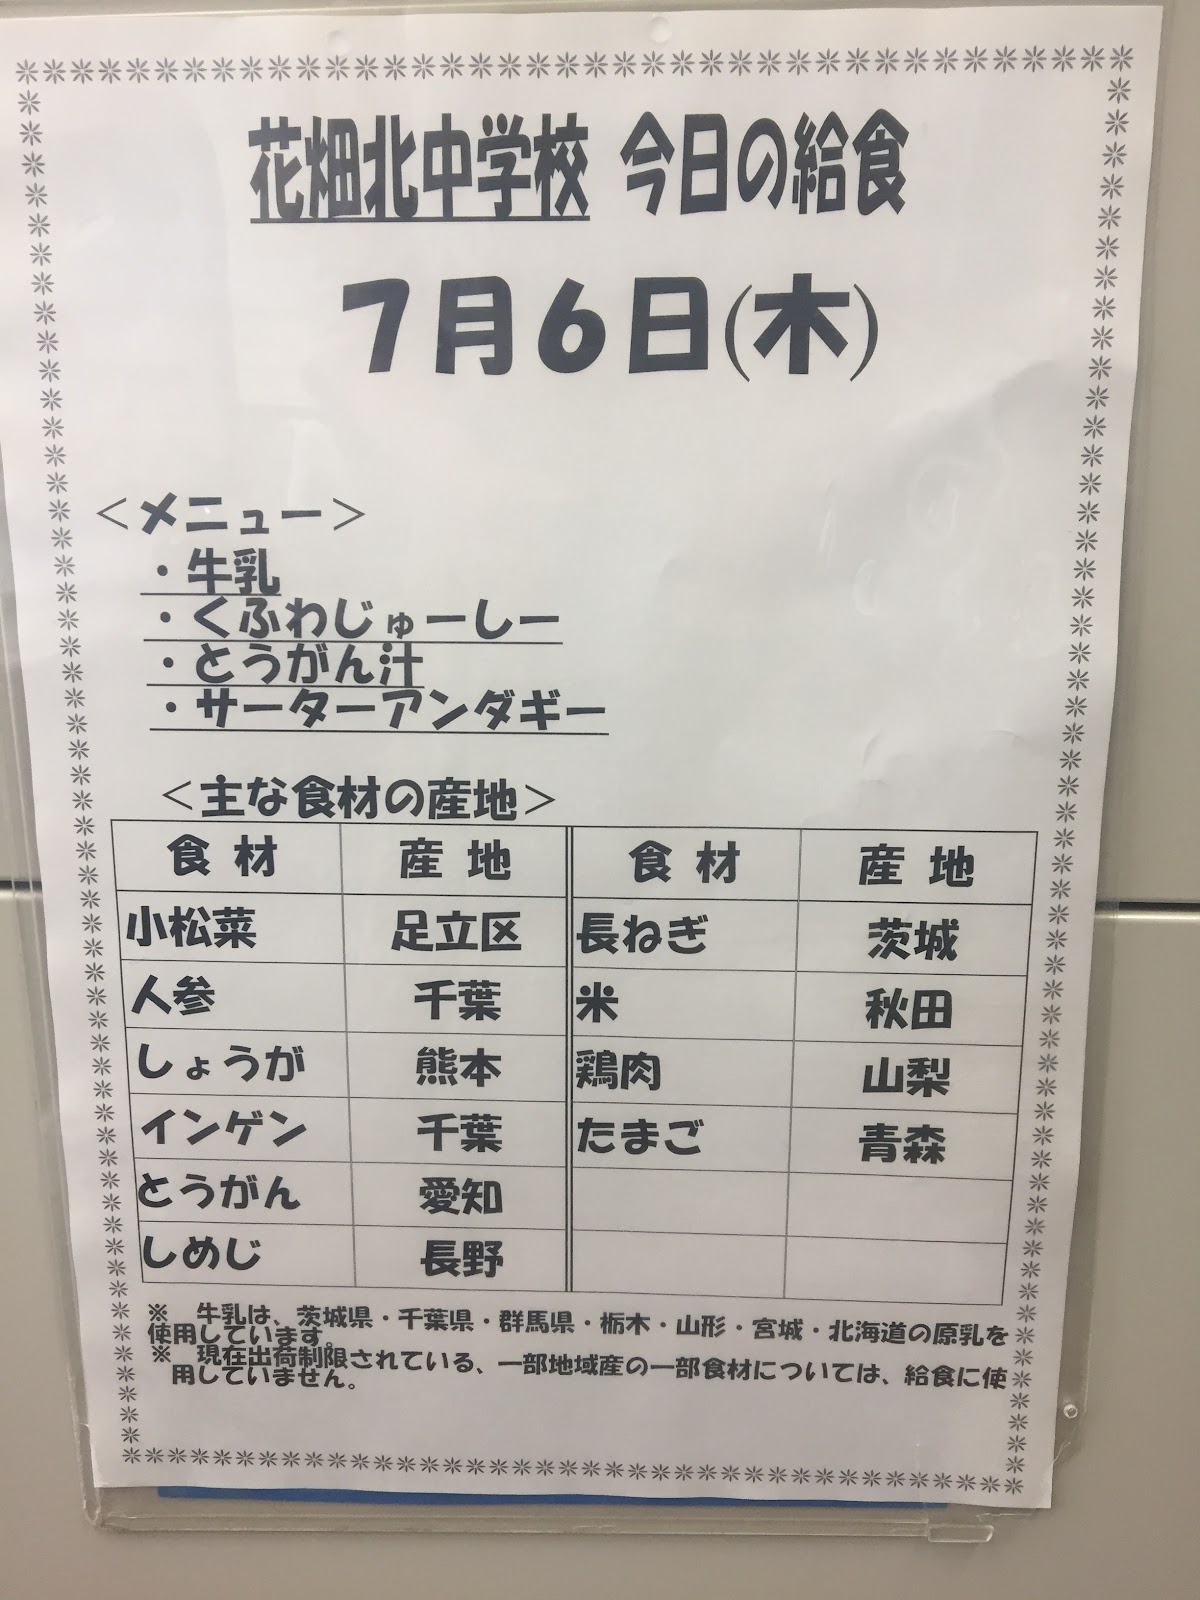 花畑北中学校 今日の給食
7月6日(木)
＜メニュー＞
・牛乳
・くふわじゅーしー
・とうがん汁
・サーターアンダギー
＜主な食材の産地＞
食材 産地 食材 産地
小松菜 足立区 長ねぎ 茨城
人参 千葉 米 秋田
しょうが 熊本 鶏肉 山梨
インゲン 千葉 たまご 青森
とうがん 愛知
しめじ 長野
※ 牛乳は、茨城県・千葉県・群馬県・栃木・山形・宮城・北海道の原乳を
使用しています。
※ 現在出荷制限されている、一部地域産の一部食材については、給食に使
用していません。